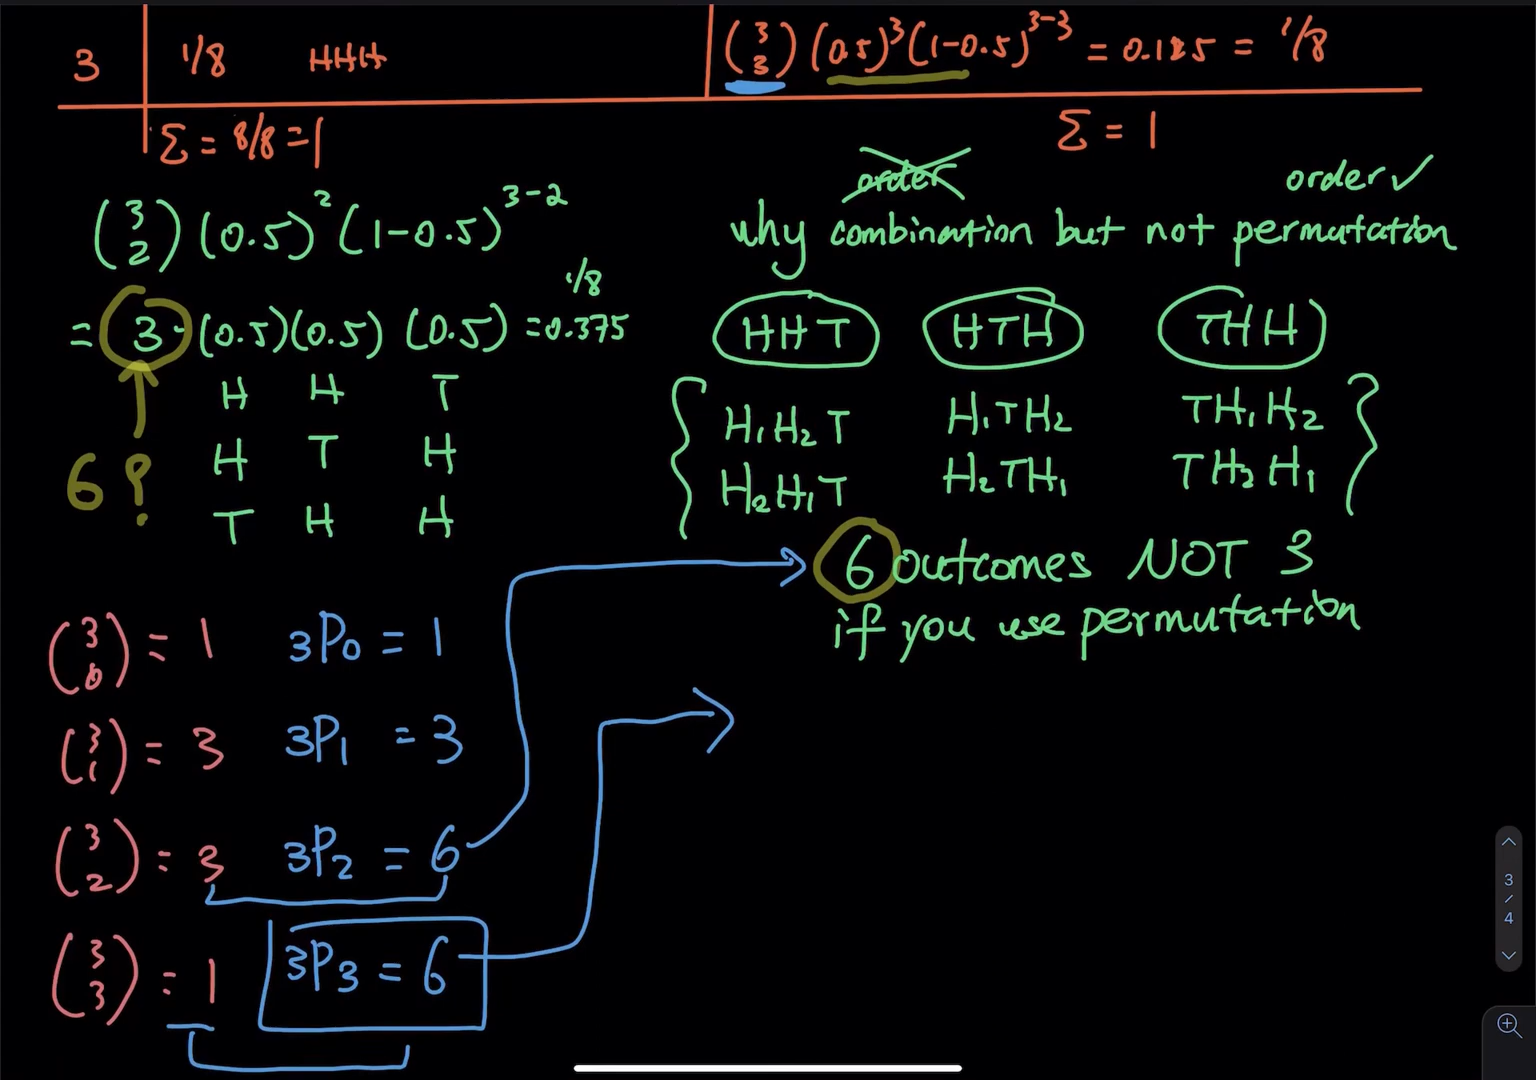 3 1/8 HHH (3 3) (0.5)³ (1-0.5)³⁻³ = 0.125 = 1/8
Σ = 8/8 = 1 Σ = 1
order order✓
why combination but not permutation
(3 2) (0.5)² (1-0.5)³⁻²
1/8
= 3 · (0.5)(0.5) (0.5) = 0.375
HHT HTH THH
H H T
H T H
T H H
6?
H₁H₂T H₁TH₂ TH₁H₂
H₂H₁T H₂TH₁ TH₂H₁
6 outcomes NOT 3
if you use permutation
(3 0) = 1 3P0 = 1
(3 1) = 3 3P1 = 3
(3 2) = 3 3P2 = 6
(3 3) = 1 3P3 = 6
3
/
4